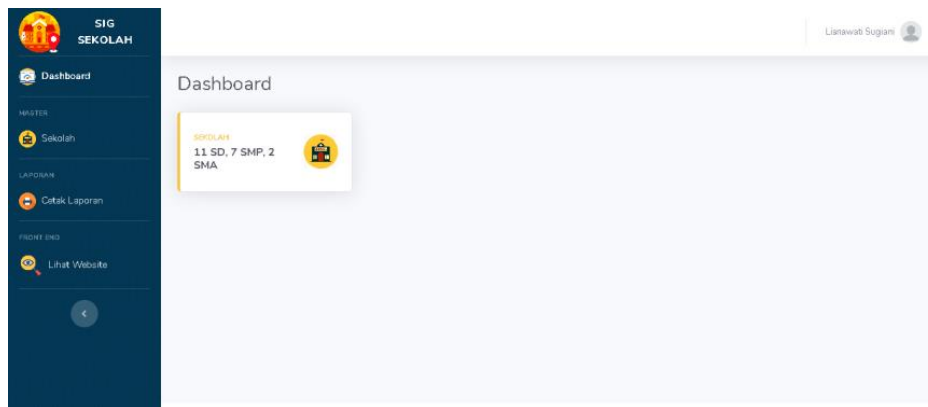 SIG
SEKOLAH
Lianawati Sugiani
Dashboard
Dashboard
MASTER
Sekolah
SEKOLAH
11 SD, 7 SMP, 2
SMA
LAPORAN
Cetak Laporan
FRONT END
Lihat Website